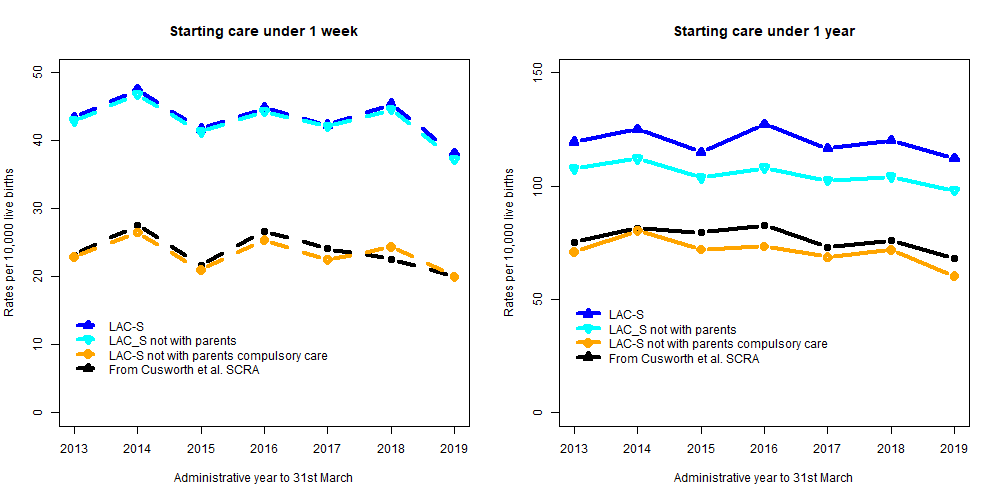 Starting care under 1 week
Rates per 10,000 live births
50
40
30
20
10
0
LAC-S
LAC_S not with parents
LAC-S not with parents compulsory care
From Cusworth et al. SCRA
2013 2014 2015 2016 2017 2018 2019
Administrative year to 31st March
Starting care under 1 year
Rates per 10,000 live births
150
100
50
0
LAC-S
LAC_S not with parents
LAC-S not with parents compulsory care
From Cusworth et al. SCRA
2013 2014 2015 2016 2017 2018 2019
Administrative year to 31st March